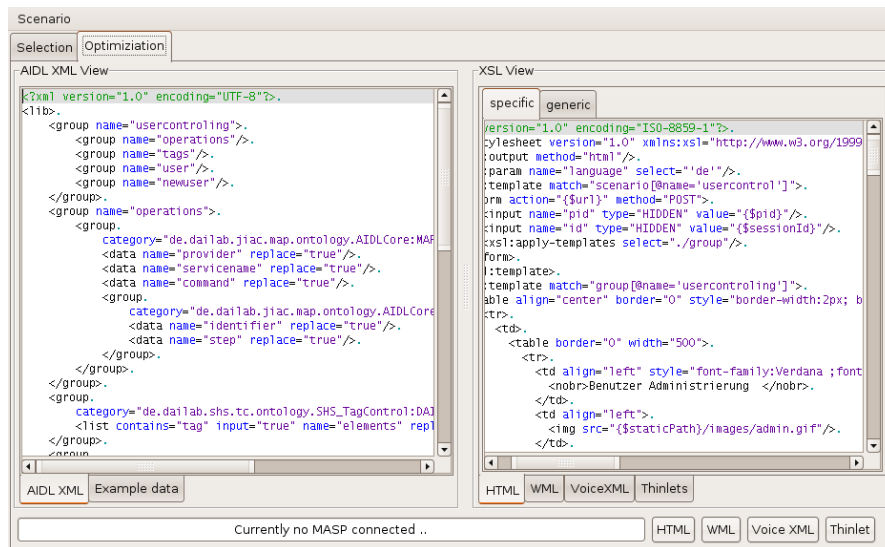 Scenario
Selection
Optimiziation
AIDL XML View
<?xml version="1.0" encoding="UTF-8"?>.
<lib>.
<group name="usercontroling">.
<group name="operations"/>.
<group name="tags"/>.
<group name="user"/>.
<group name="newuser"/>.
</group>.
<group name="operations">.
<group.
category="de.dailab.jiac.map.ontology.AIDLCore:MAP
<data name="provider" replace="true"/>.
<data name="servicename" replace="true"/>.
<data name="command" replace="true"/>.
<group.
category="de.dailab.jiac.map.ontology.AIDLCore
<data name="identifier" replace="true"/>.
<data name="step" replace="true"/>.
</group>.
</group>.
</group>.
<group.
category="de.dailab.shs.tc.ontology.SHS_TagControl:DAI
<list contains="tag" input="true" name="elements" repl
</group>.
<group
AIDL XML
Example data
XSL View
specific
generic
version="1.0" encoding="ISO-8859-1"?>.
tylesheet version="1.0" xmlns:xsl="http://www.w3.org/1999
:output method="html"/>.
:param name="language" select="'de'"/>.
:template match="scenario[@name='usercontrol']">.
orm action="{$url}" method="POST">.
<input name="pid" type="HIDDEN" value="{$pid}"/>.
<input name="id" type="HIDDEN" value="{$sessionId}"/>.
<xsl:apply-templates select="./group"/>.
form>.
l:template>.
:template match="group[@name='usercontroling']">.
able align="center" border="0" style="border-width:2px; b
<tr>.
<td>.
<table border="0" width="500">.
<tr>.
<td align="left" style="font-family:Verdana ;font
<nobr>Benutzer Administrierung </nobr>.
</td>.
<td align="left">.
<img src="{$staticPath}/images/admin.gif"/>.
</td>.
HTML
WML
VoiceXML
Thinlets
Currently no MASP connected ..
HTML
WML
Voice XML
Thinlet